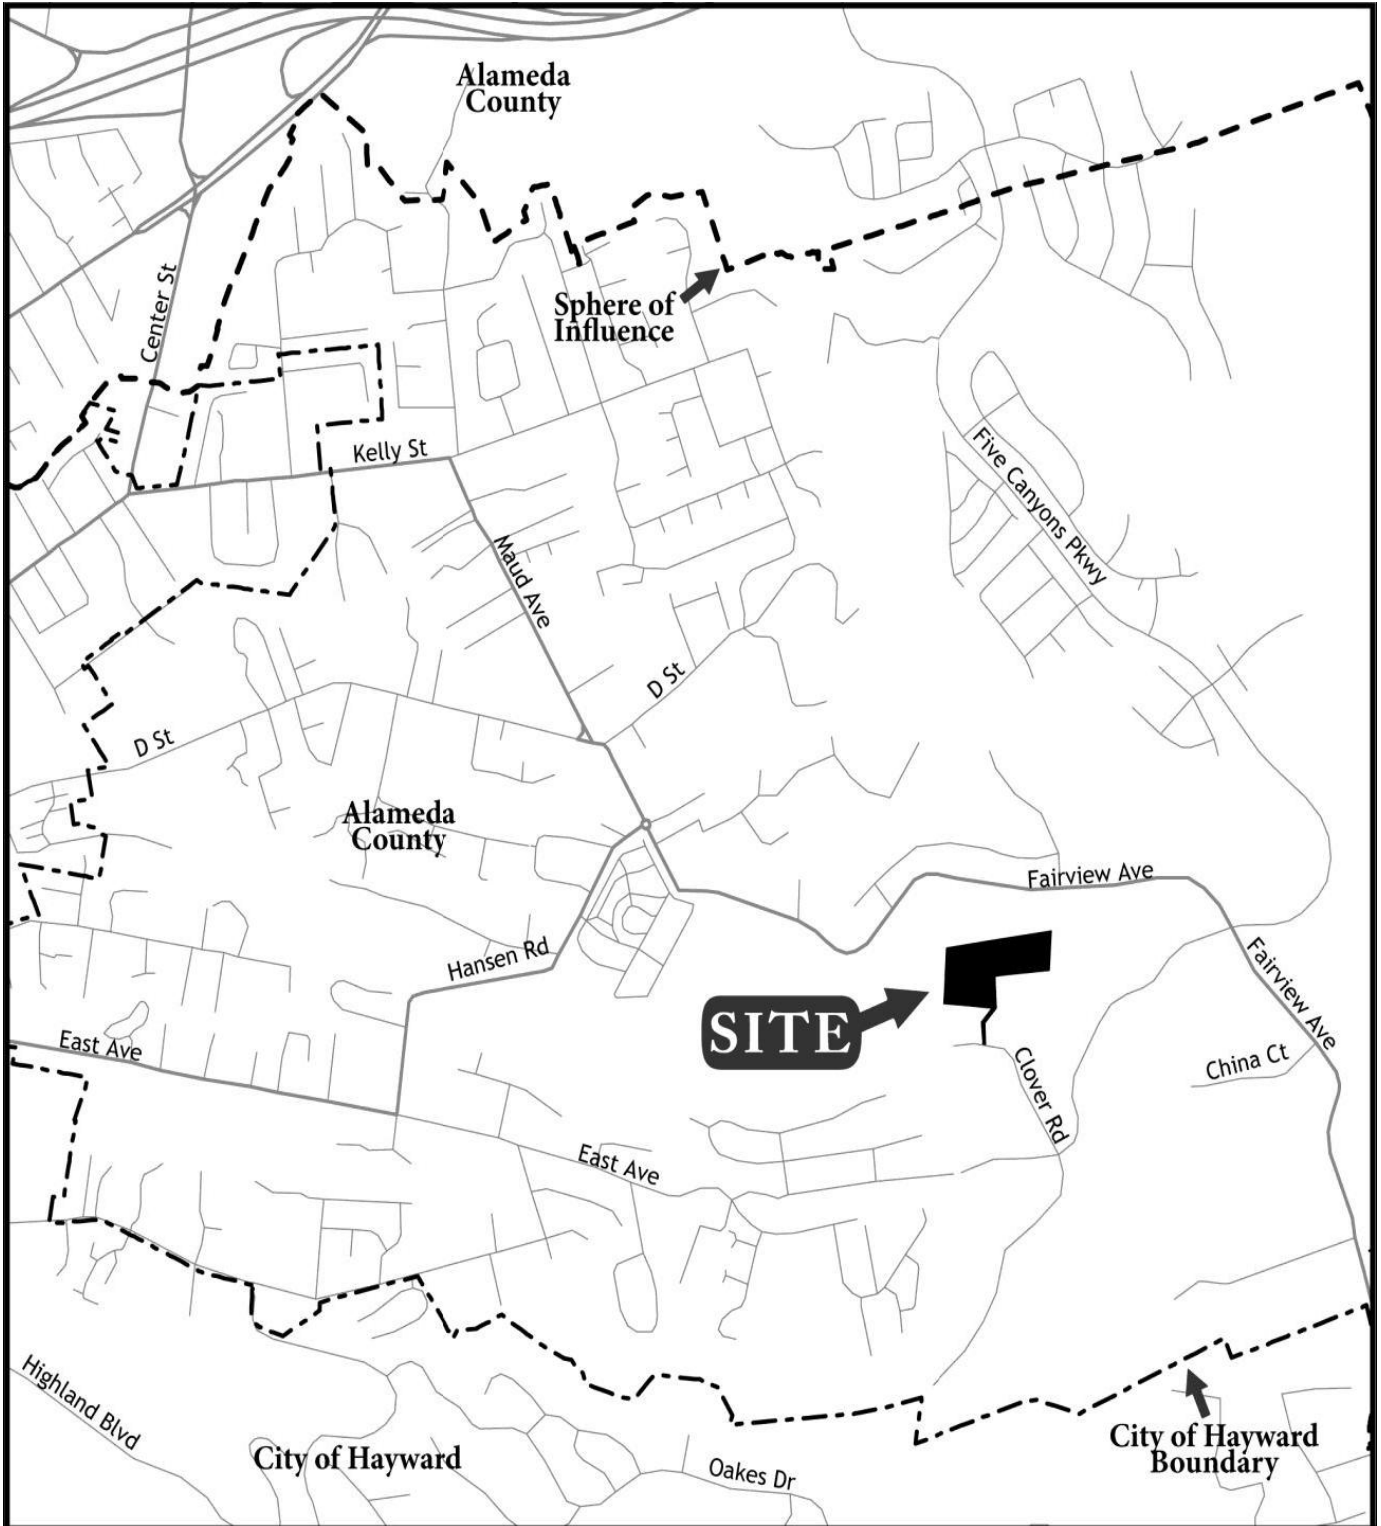 Alameda
County
Center St
Sphere of
Influence
Kelly St
Five Canyons Pkwy
Maud Ave
D St
D St
Alameda
County
Fairview Ave
Hansen Rd
Fairview Ave
SITE
East Ave
China Ct
Clover Rd
East Ave
Highland Blvd
City of Hayward
City of Hayward
Boundary
Oakes Dr